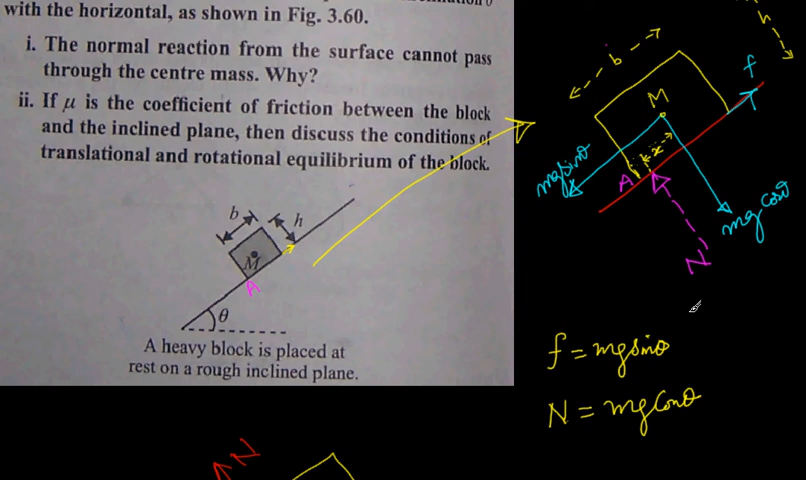 with the horizontal, as shown in Fig. 3.60.
i. The normal reaction from the surface cannot pass
through the centre mass. Why?
ii. If μ is the coefficient of friction between the block
and the inclined plane, then discuss the conditions of
translational and rotational equilibrium of the block.
b
h
M
A
θ
A heavy block is placed at
rest on a rough inclined plane.
h
b
f
M
x
mg sinθ
A
mg cosθ
N
f = mg sinθ
N = mg Cosθ
N